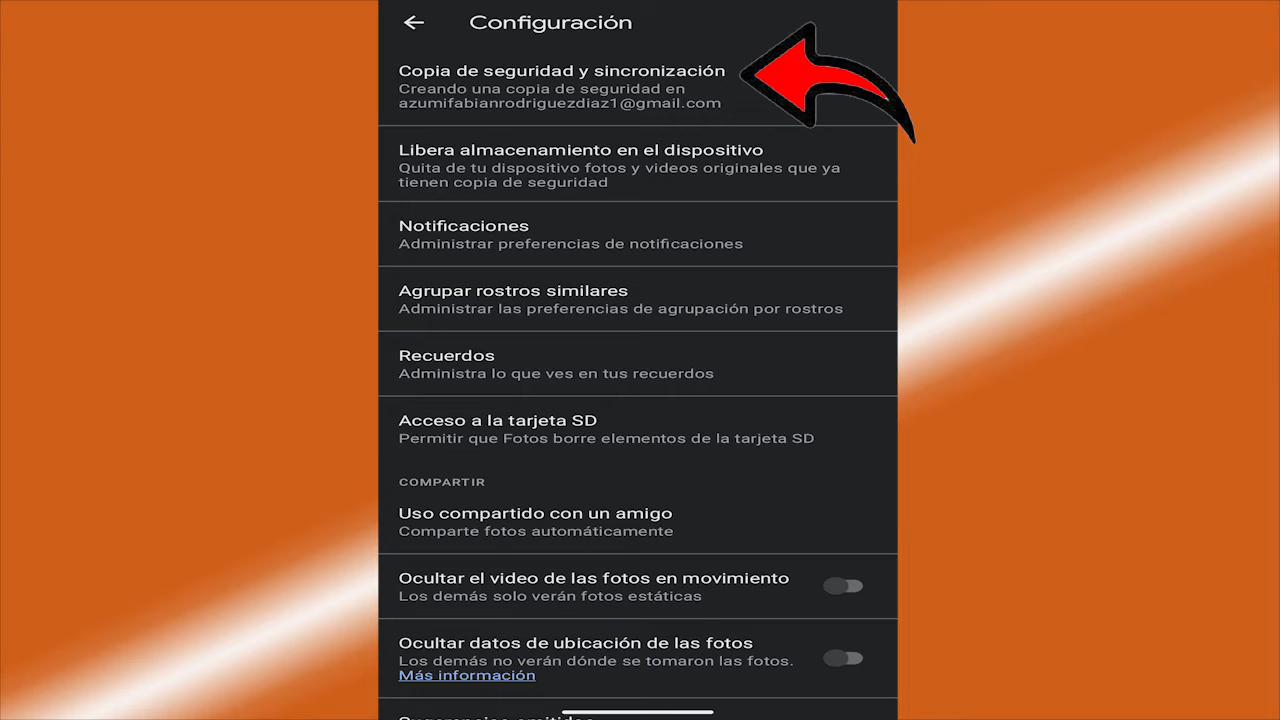 Configuración
Copia de seguridad y sincronización
Creando una copia de seguridad en
azumifabianrodriguezdiaz1@gmail.com
Libera almacenamiento en el dispositivo
Quita de tu dispositivo fotos y videos originales que ya
tienen copia de seguridad
Notificaciones
Administrar preferencias de notificaciones
Agrupar rostros similares
Administrar las preferencias de agrupación por rostros
Recuerdos
Administra lo que ves en tus recuerdos
Acceso a la tarjeta SD
Permitir que Fotos borre elementos de la tarjeta SD
COMPARTIR
Uso compartido con un amigo
Comparte fotos automáticamente
Ocultar el video de las fotos en movimiento
Los demás solo verán fotos estáticas
Ocultar datos de ubicación de las fotos
Los demás no verán dónde se tomaron las fotos.
Más información